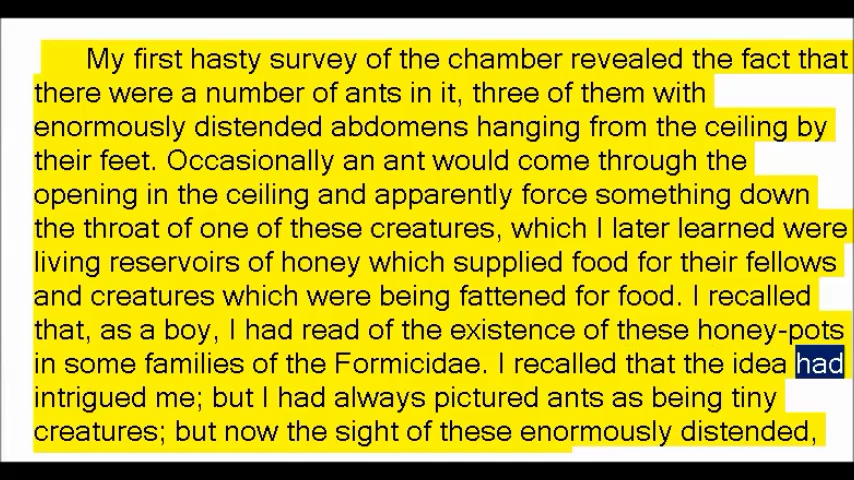 My first hasty survey of the chamber revealed the fact that
there were a number of ants in it, three of them with
enormously distended abdomens hanging from the ceiling by
their feet. Occasionally an ant would come through the
opening in the ceiling and apparently force something down
the throat of one of these creatures, which I later learned were
living reservoirs of honey which supplied food for their fellows
and creatures which were being fattened for food. I recalled
that, as a boy, I had read of the existence of these honey-pots
in some families of the Formicidae. I recalled that the idea had
intrigued me; but I had always pictured ants as being tiny
creatures; but now the sight of these enormously distended,